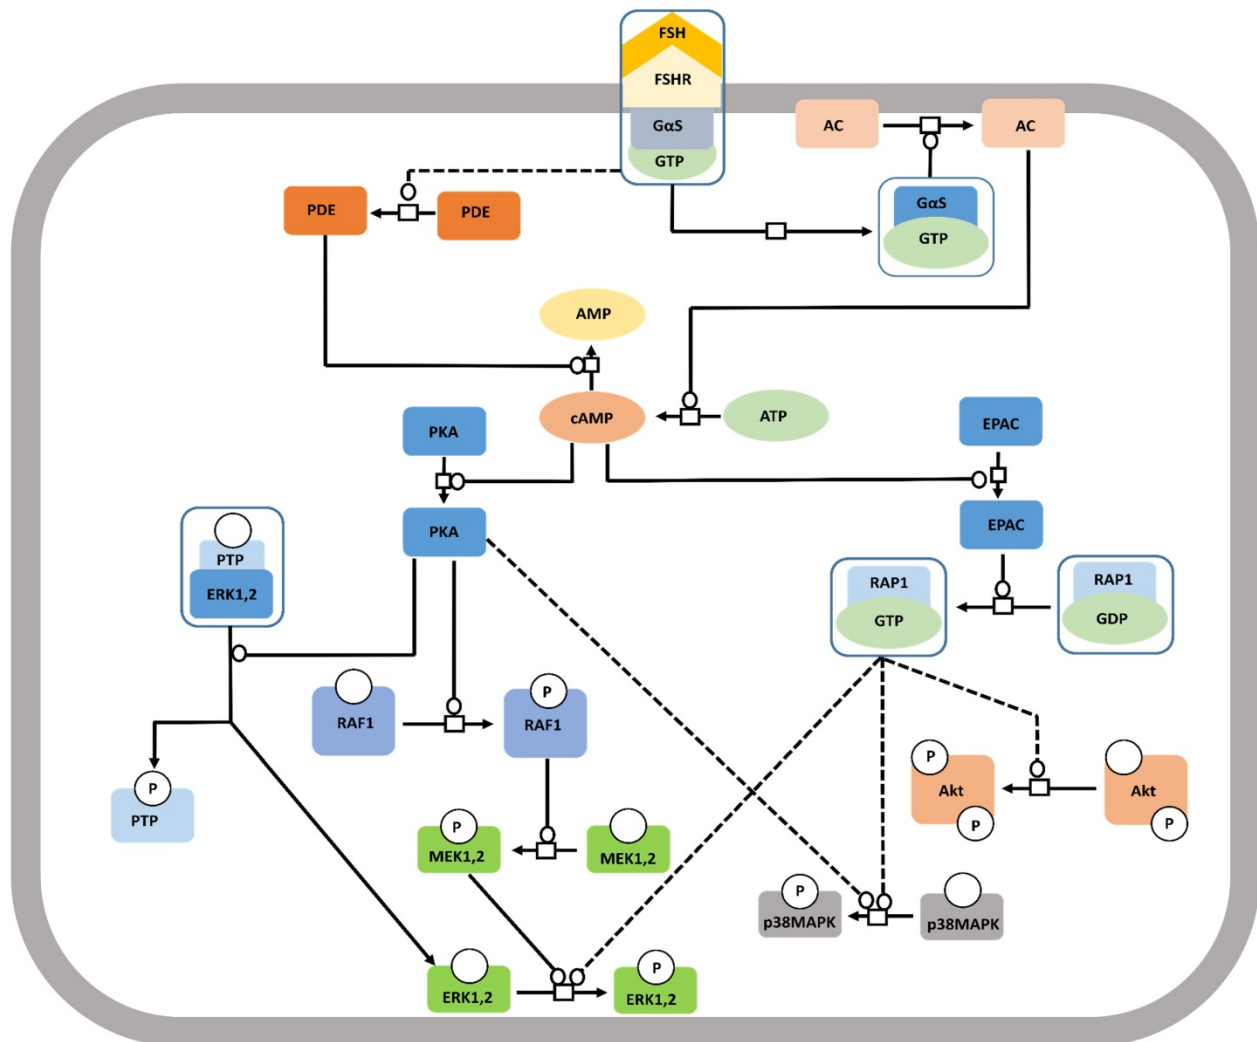 FSH
FSHR
GαS
GTP
AC
AC
GαS
GTP
PDE
PDE
AMP
cAMP
ATP
PKA
EPAC
PKA
EPAC
PTP
ERK1,2
RAP1
GTP
RAP1
GDP
RAF1
P
RAF1
P
PTP
P
Akt
P
Akt
P
P
MEK1,2
MEK1,2
P
p38MAPK
p38MAPK
ERK1,2
P
ERK1,2